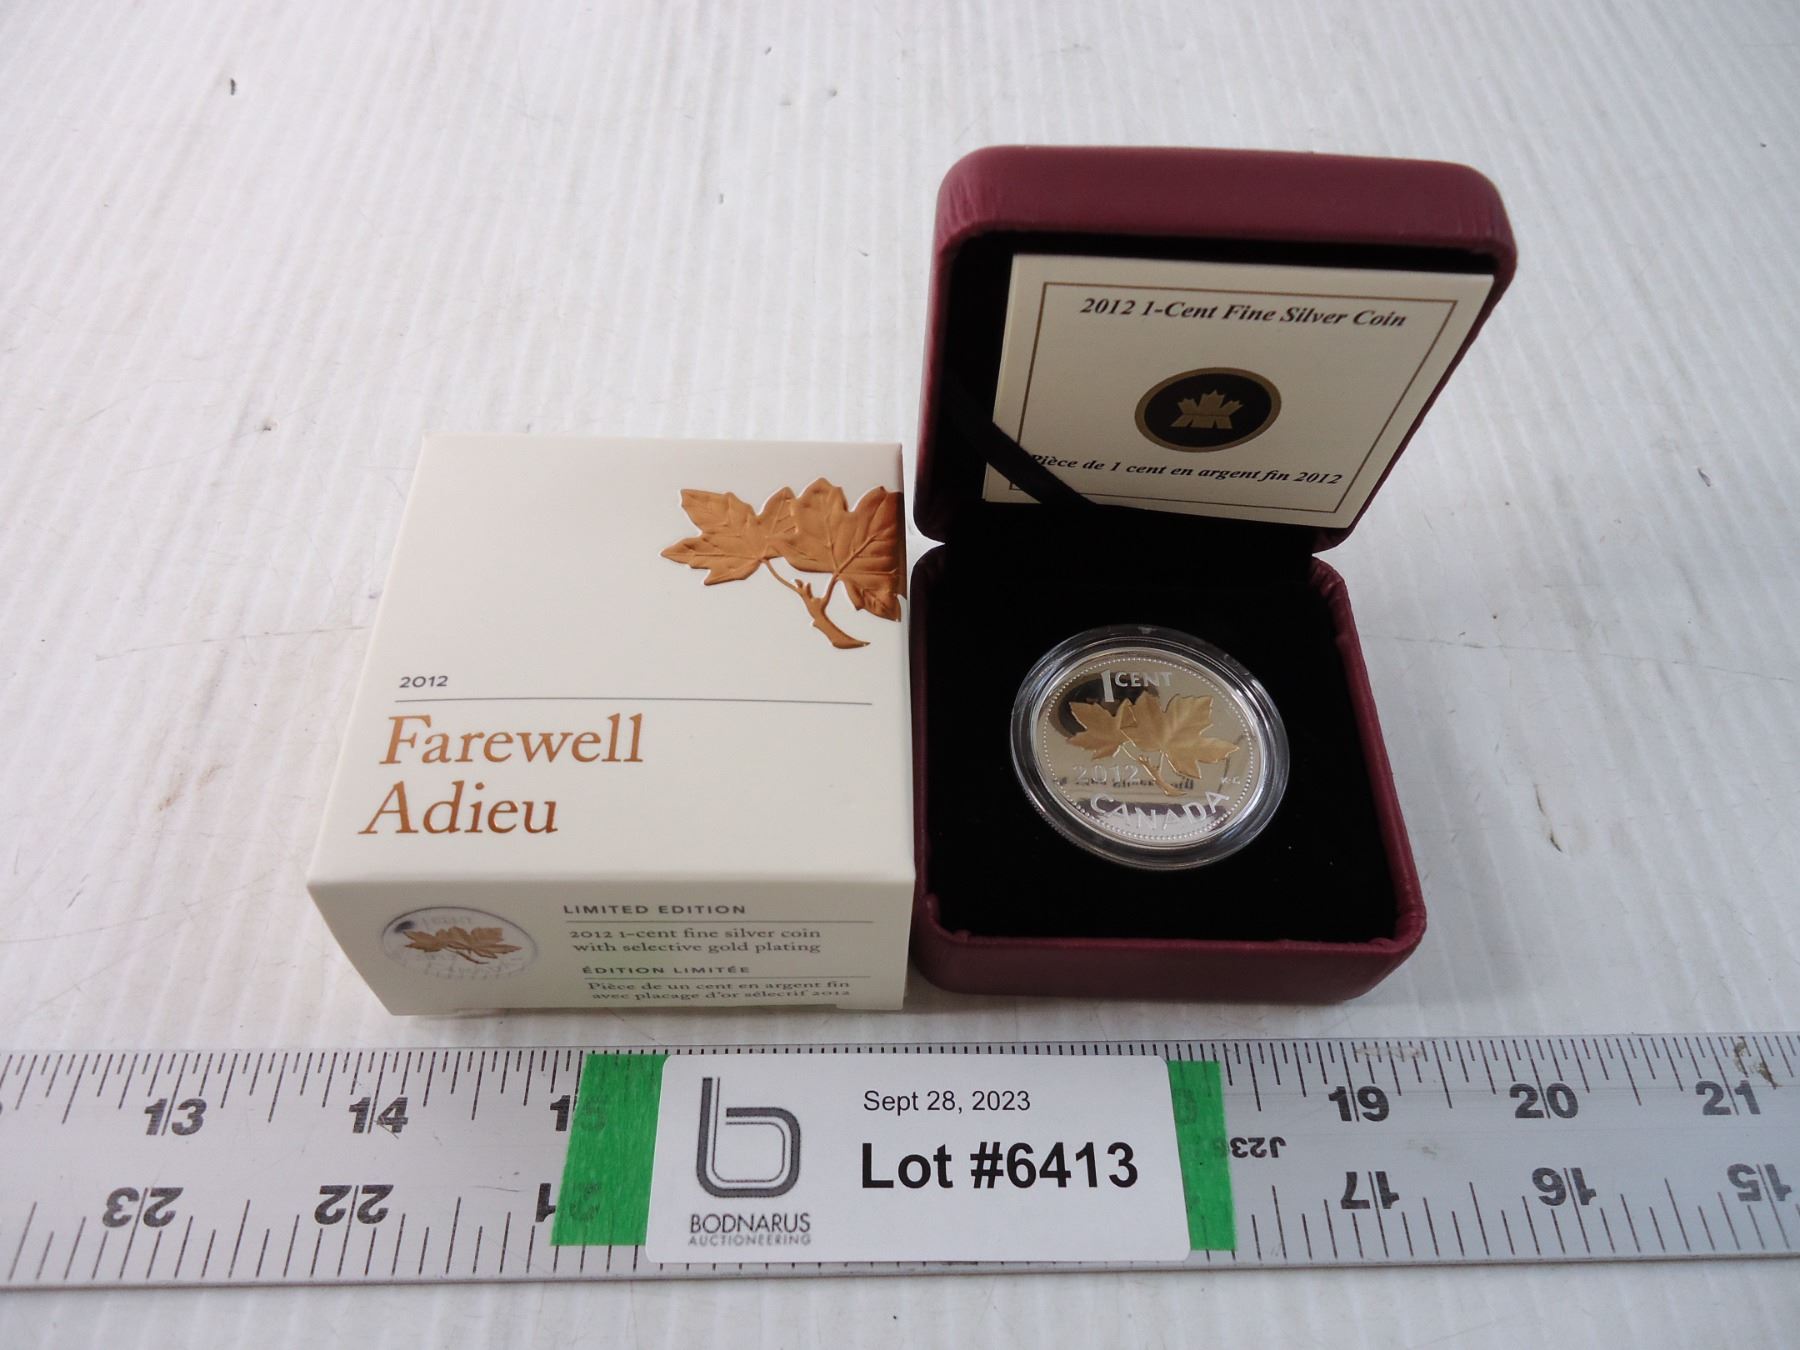 2012
Farewell
Adieu
LIMITED EDITION
2012 1-cent fine silver coin
with selective gold plating
ÉDITION LIMITÉE
Pièce de un cent en argent fin
avec placage d'or sélectif 2012
2012 1-Cent Fine Silver Coin
Pièce de 1 cent en argent fin 2012
1 CENT
2012
K·G
CANADA
13 14 15 19 20 21
23 22 17 16 15
Sept 28, 2023
Lot #6413
BODNARUS
AUCTIONEERING